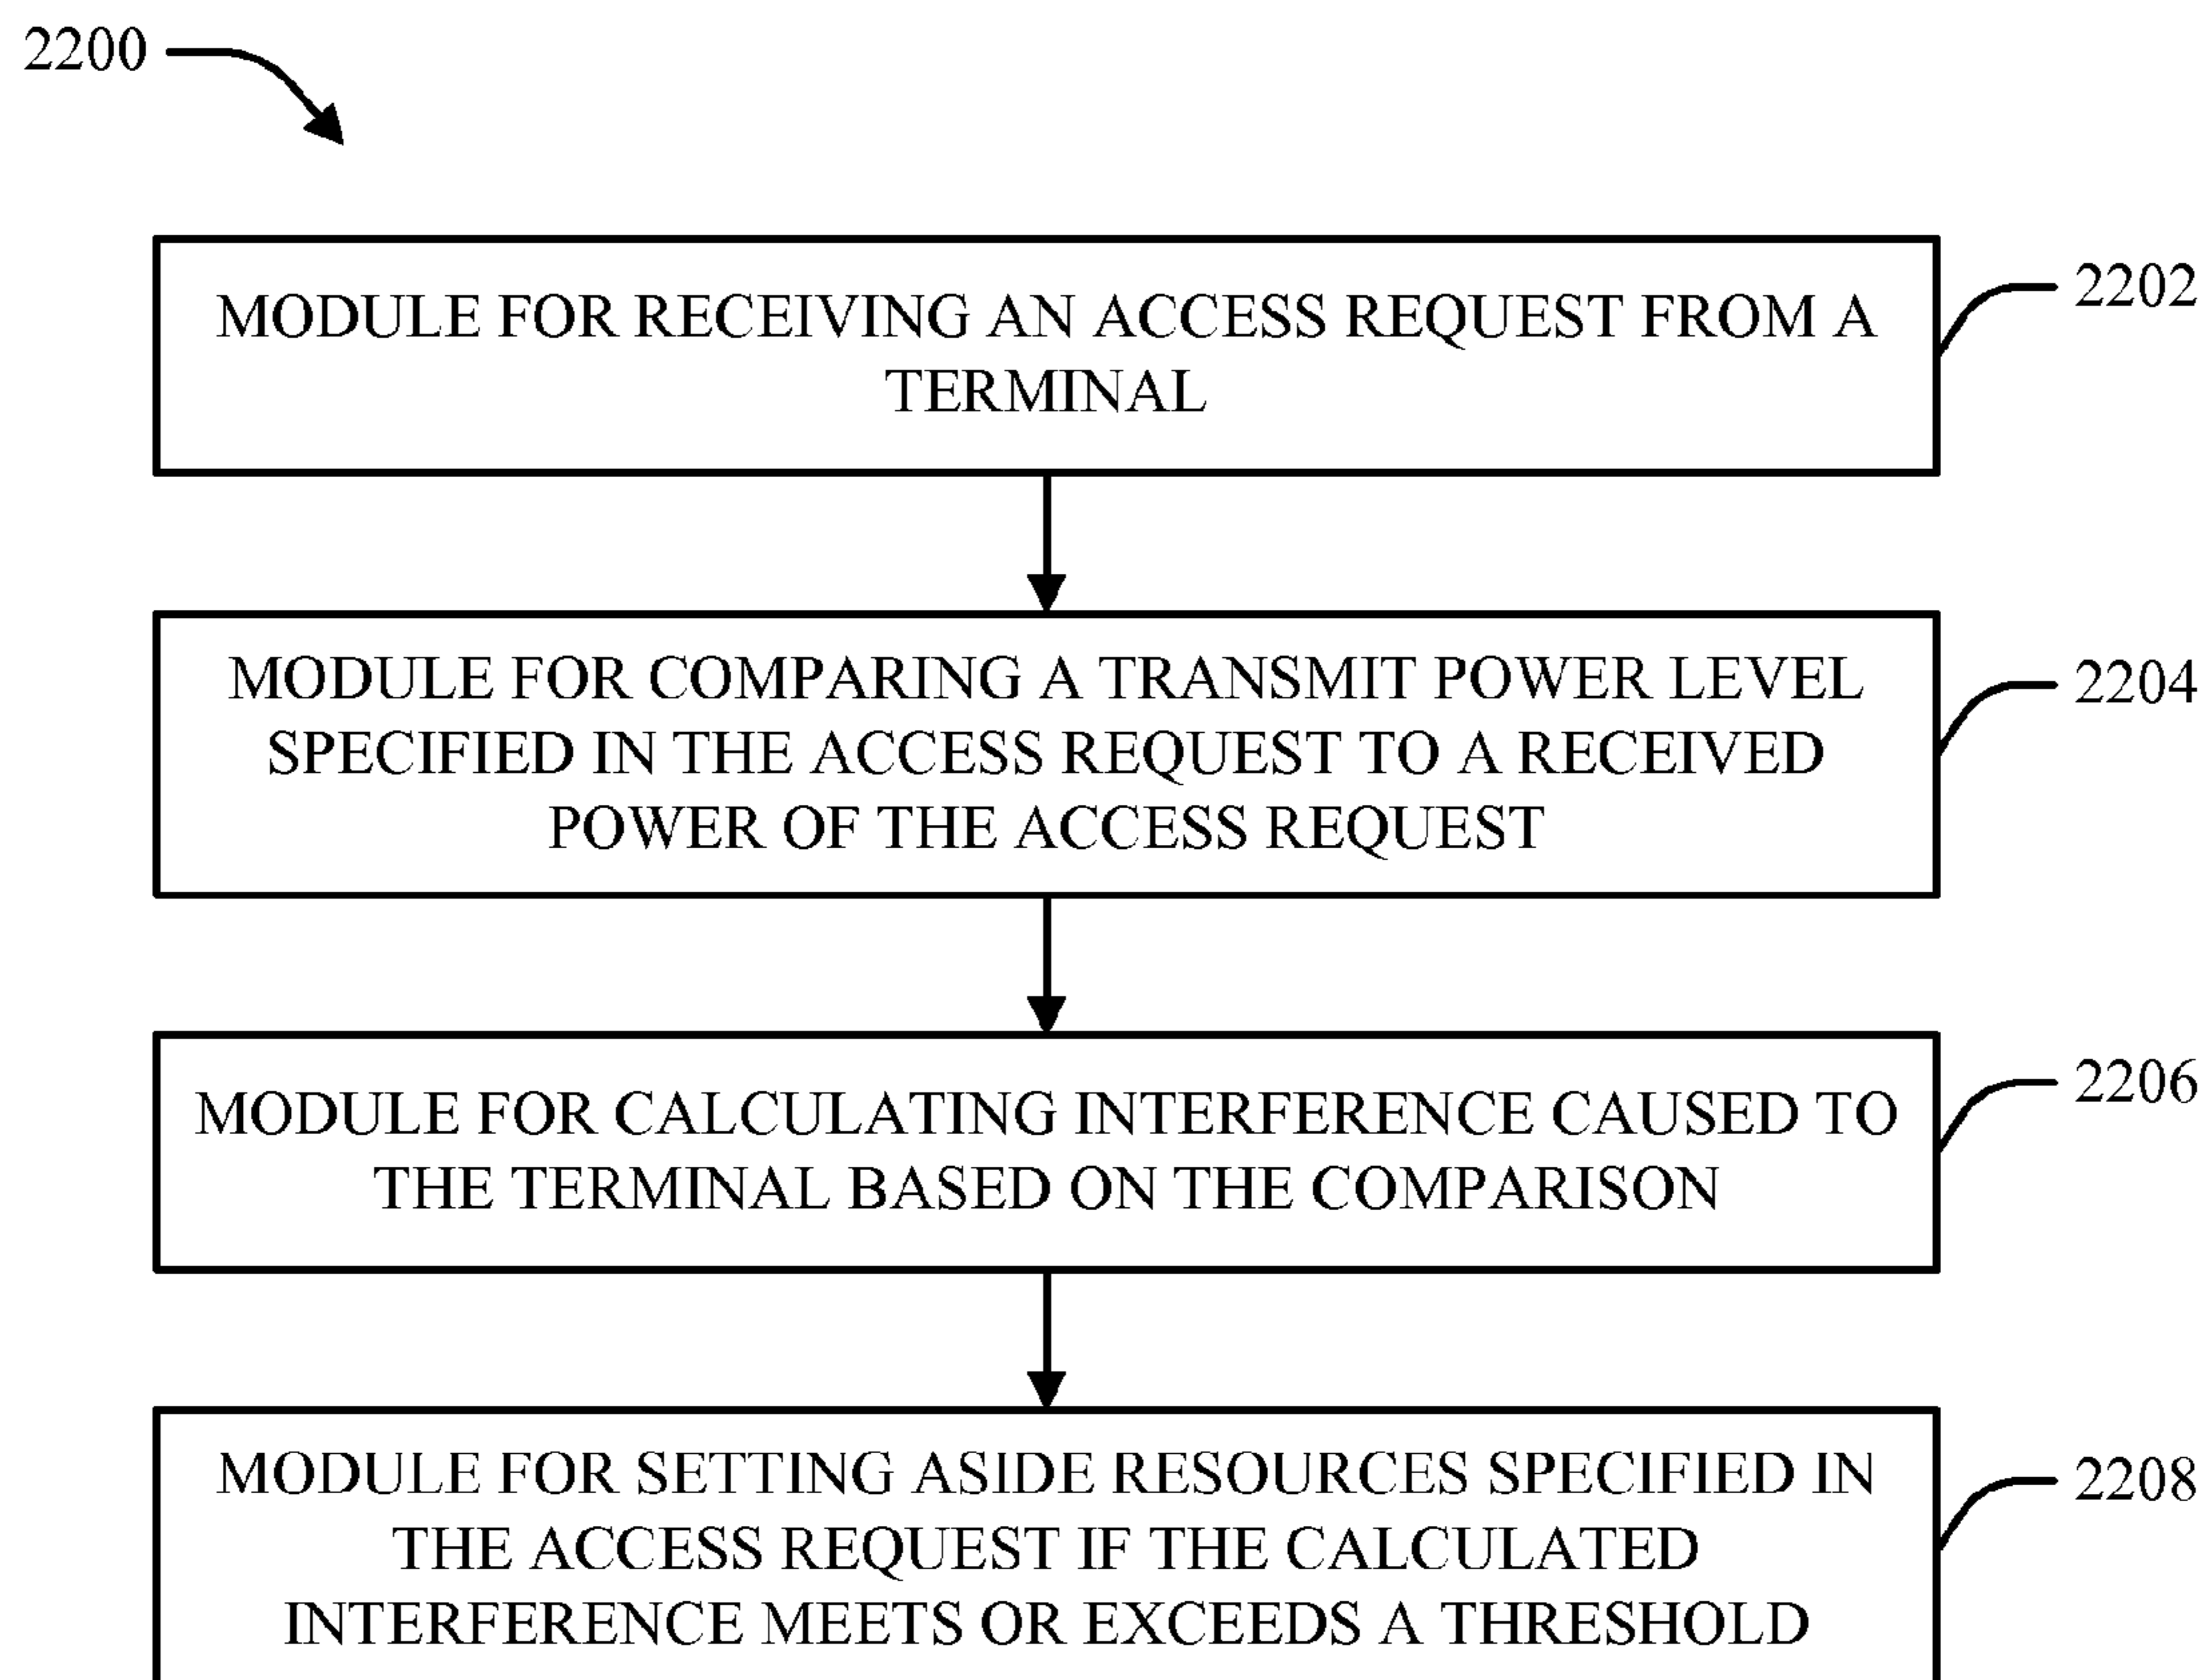 2200
MODULE FOR RECEIVING AN ACCESS REQUEST FROM A
TERMINAL
2202
MODULE FOR COMPARING A TRANSMIT POWER LEVEL
SPECIFIED IN THE ACCESS REQUEST TO A RECEIVED
POWER OF THE ACCESS REQUEST
2204
MODULE FOR CALCULATING INTERFERENCE CAUSED TO
THE TERMINAL BASED ON THE COMPARISON
2206
MODULE FOR SETTING ASIDE RESOURCES SPECIFIED IN
THE ACCESS REQUEST IF THE CALCULATED
INTERFERENCE MEETS OR EXCEEDS A THRESHOLD
2208